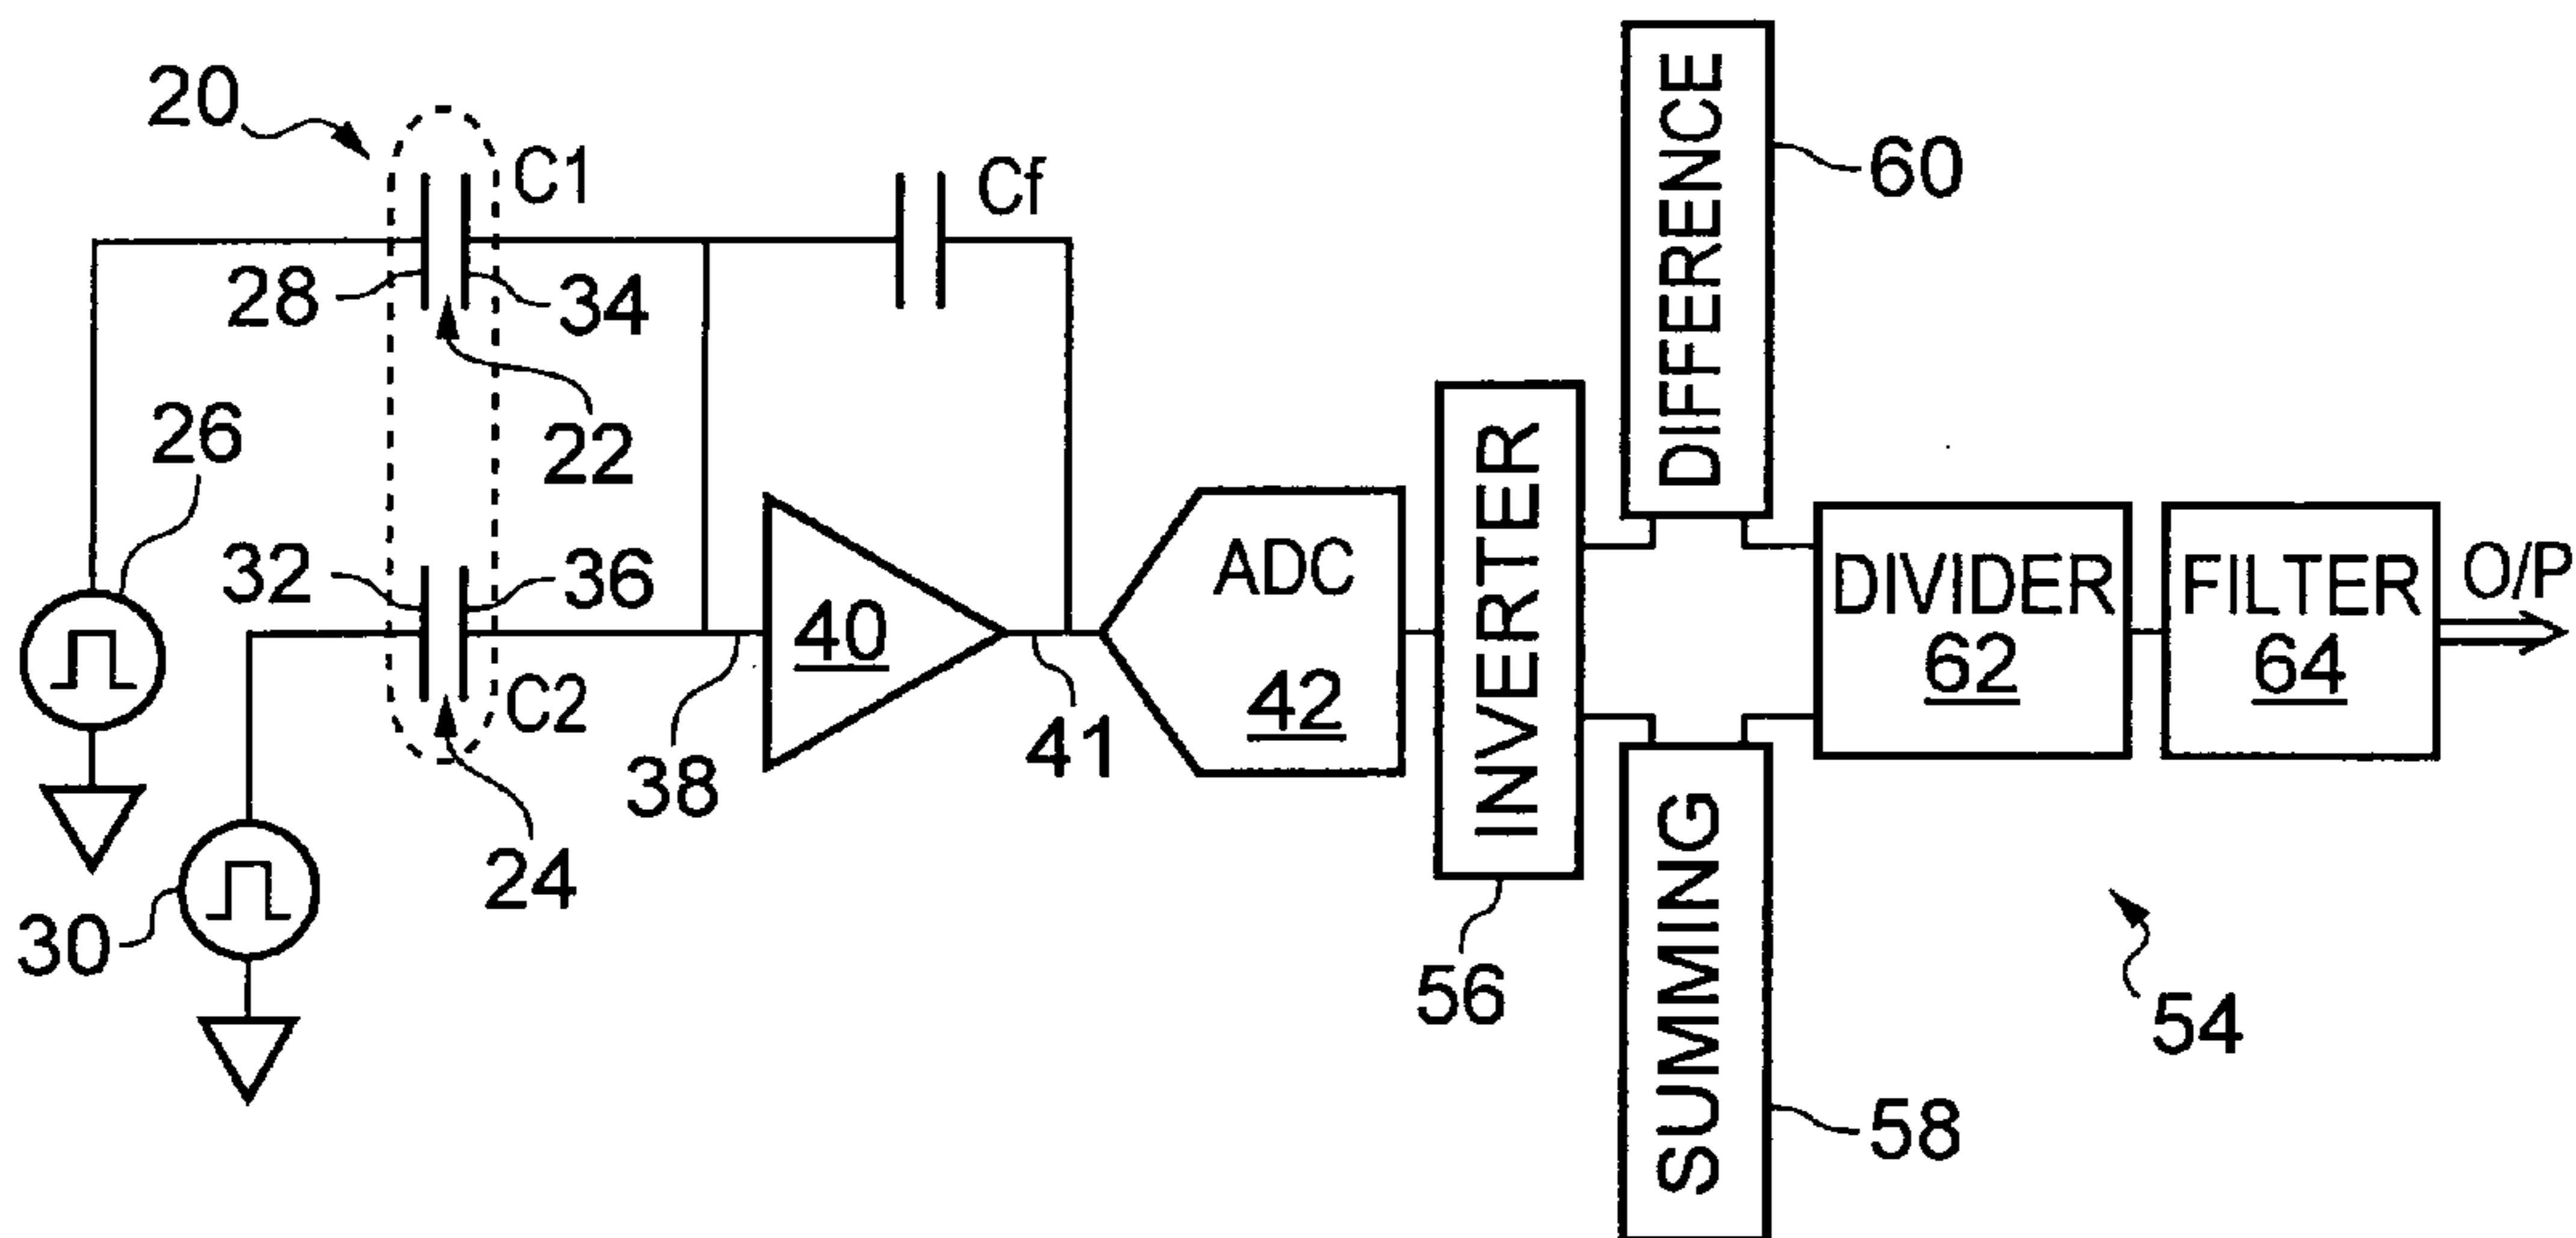 20
C1
Cf
28
34
22
26
32
36
C2
24
30
38
40
41
ADC
42
INVERTER
56
DIFFERENCE
60
SUMMING
58
DIVIDER
62
FILTER
64
O/P
54